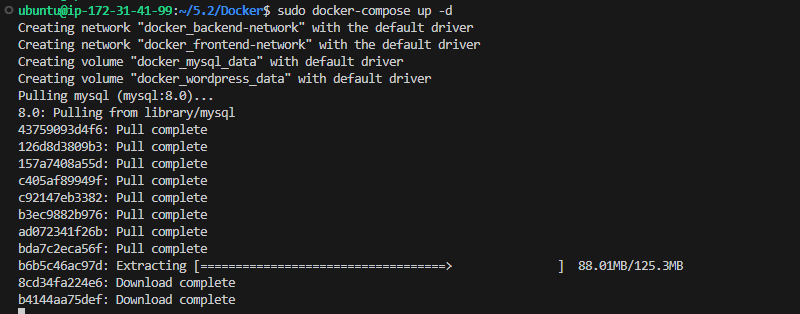 ubuntu@ip-172-31-41-99:~/5.2/Docker$ sudo docker-compose up -d
Creating network "docker_backend-network" with the default driver
Creating network "docker_frontend-network" with the default driver
Creating volume "docker_mysql_data" with default driver
Creating volume "docker_wordpress_data" with default driver
Pulling mysql (mysql:8.0)...
8.0: Pulling from library/mysql
43759093d4f6: Pull complete
126d8d3809b3: Pull complete
157a7408a55d: Pull complete
c405af89949f: Pull complete
c92147eb3382: Pull complete
b3ec9882b976: Pull complete
ad072341f26b: Pull complete
bda7c2eca56f: Pull complete
b6b5c46ac97d: Extracting [===================================>               ]  88.01MB/125.3MB
8cd34fa224e6: Download complete
b4144aa75def: Download complete